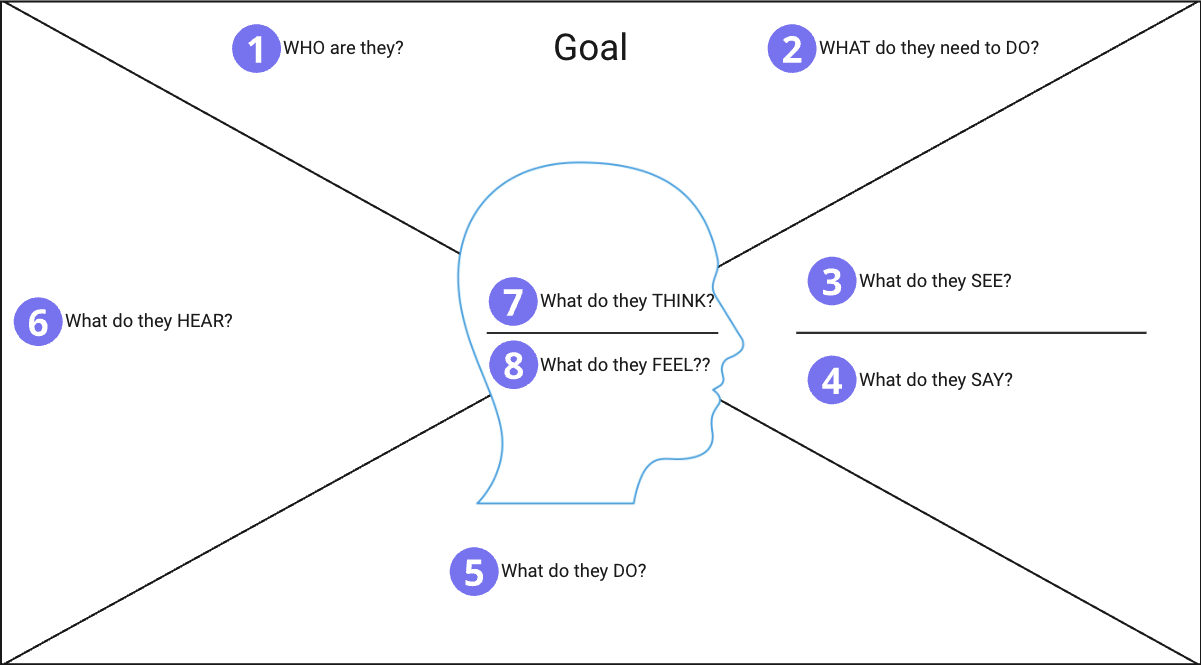 Goal
1 WHO are they?
2 WHAT do they need to DO?
3 What do they SEE?
4 What do they SAY?
5 What do they DO?
6 What do they HEAR?
7 What do they THINK?
8 What do they FEEL??